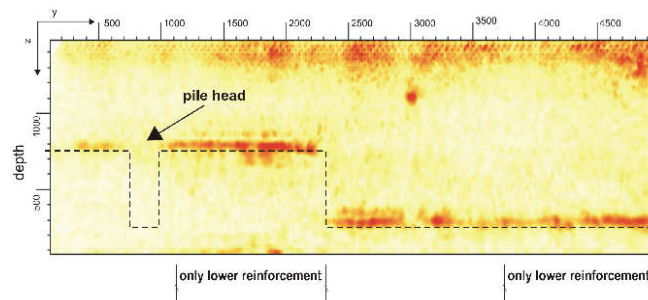 y
500 1000 1500 2000 2500 3000 3500 4000 4500
z
pile head
1000
depth
500
only lower reinforcement only lower reinforcement